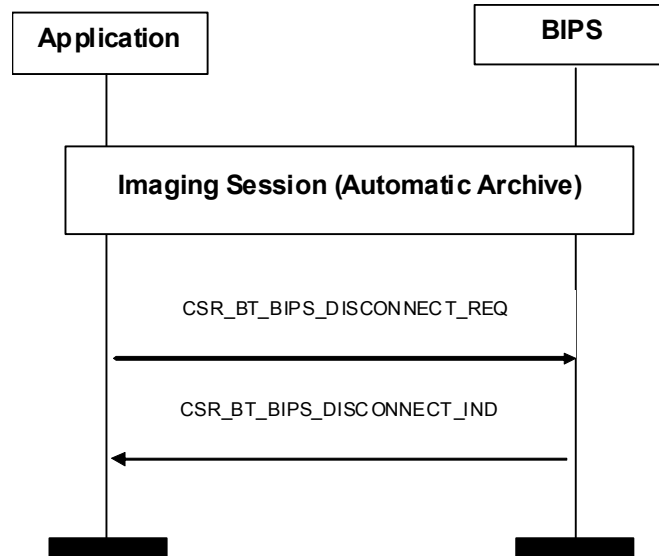 Application
BIPS
Imaging Session (Automatic Archive)
CSR_BT_BIPS_DISCONNECT_REQ
CSR_BT_BIPS_DISCONNECT_IND